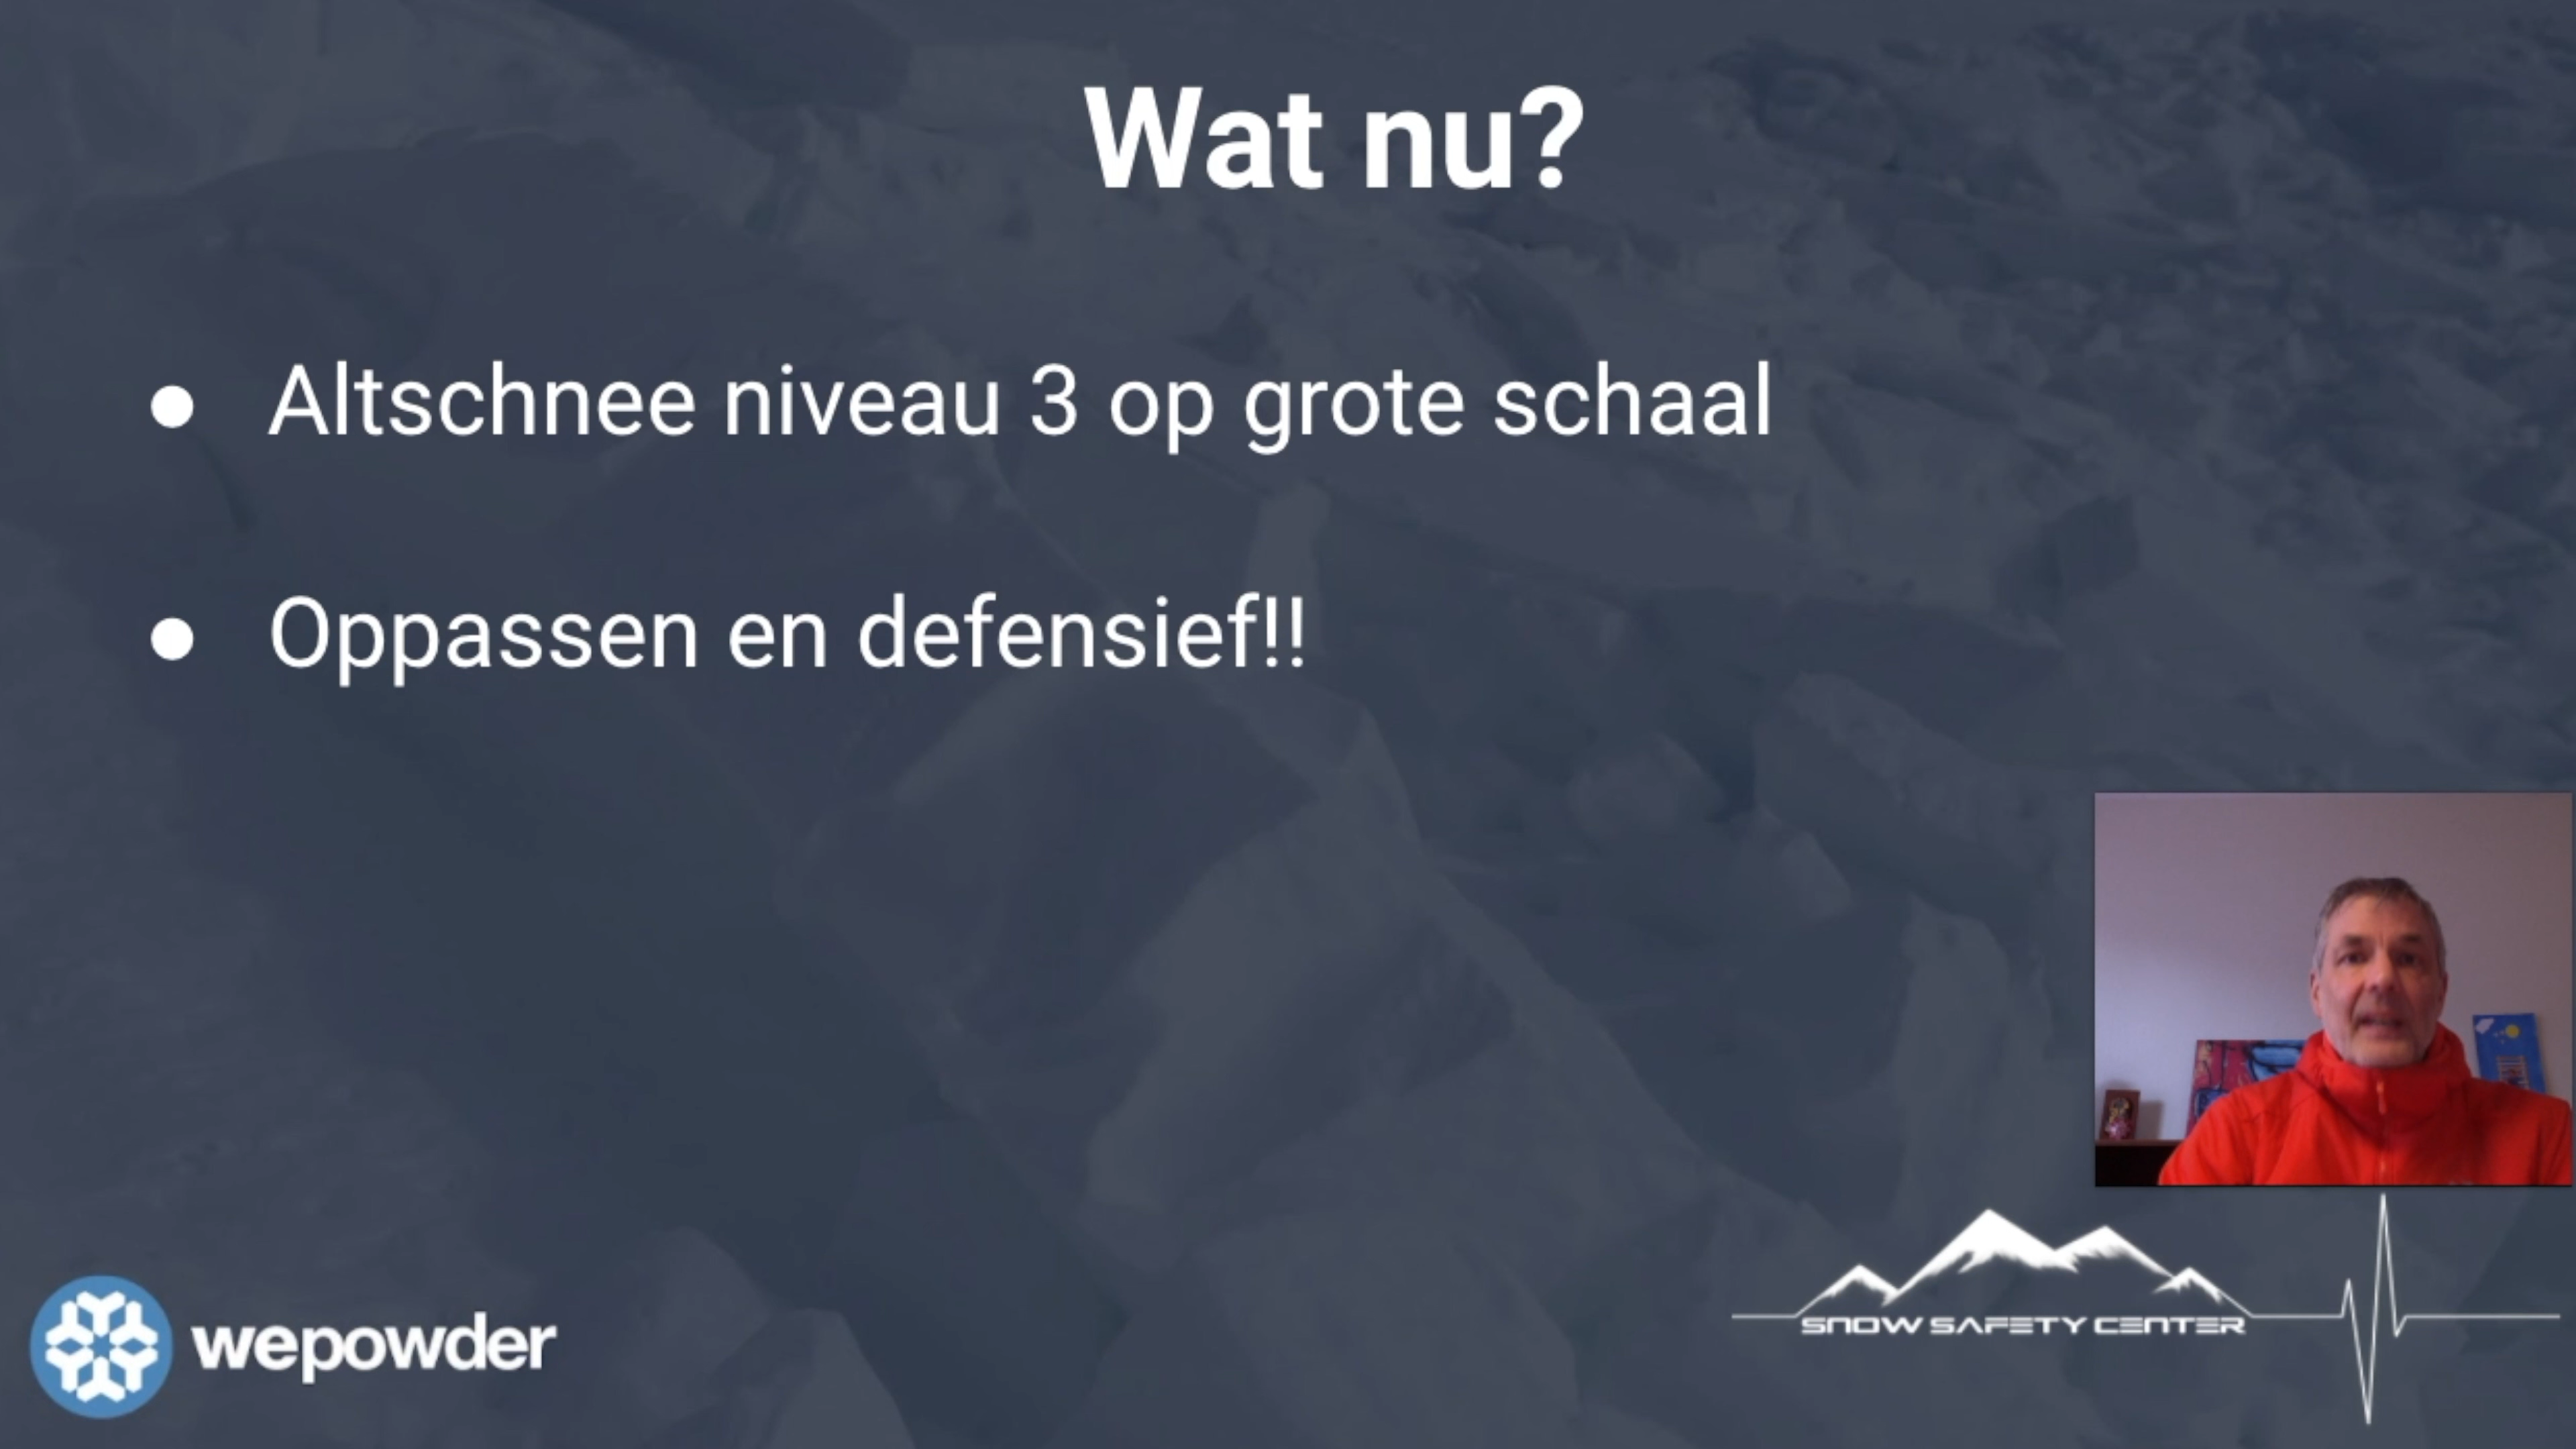 Wat nu?
Altschnee niveau 3 op grote schaal
Oppassen en defensief!!
wepowder
SNOW SAFETY CENTER